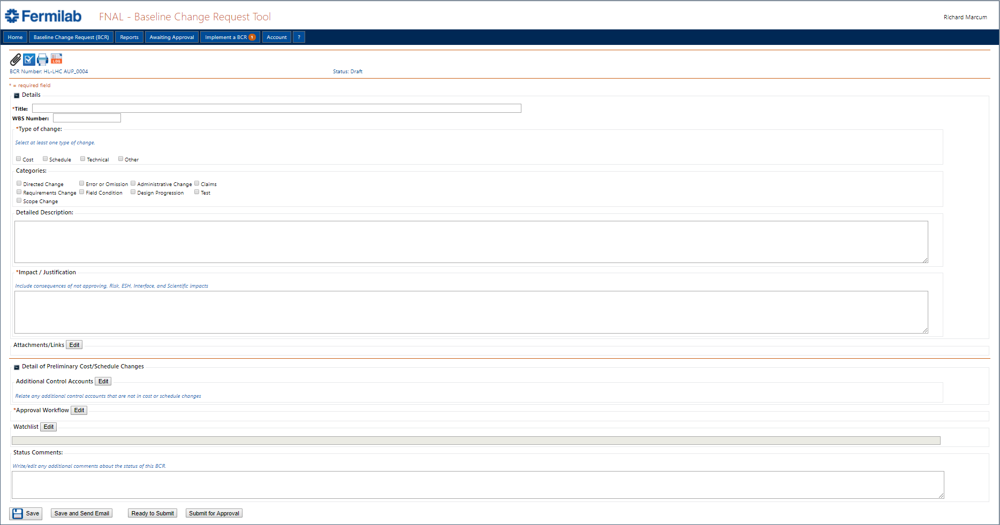 Fermilab FNAL - Baseline Change Request Tool Richard Marcum
Home Baseline Change Request (BCR) Reports Awaiting Approval Implement a BCR 1 Account ?
LOG
BCR Number: HL-LHC AUP_0004 Status: Draft
* = required field
Details
*Title:
WBS Number:
*Type of change:
Select at least one type of change.
Cost Schedule Technical Other
Categories:
Directed Change Error or Omission Administrative Change Claims
Requirements Change Field Condition Design Progression Test
Scope Change
Detailed Description:
*Impact / Justification
Include consequences of not approving, Risk, ESH, Interface, and Scientific impacts
Attachments/Links Edit
Detail of Preliminary Cost/Schedule Changes
Additional Control Accounts Edit
Relate any additional control accounts that are not in cost or schedule changes
*Approval Workflow Edit
Watchlist Edit
Status Comments:
Write/edit any additional comments about the status of this BCR.
Save Save and Send Email Ready to Submit Submit for Approval